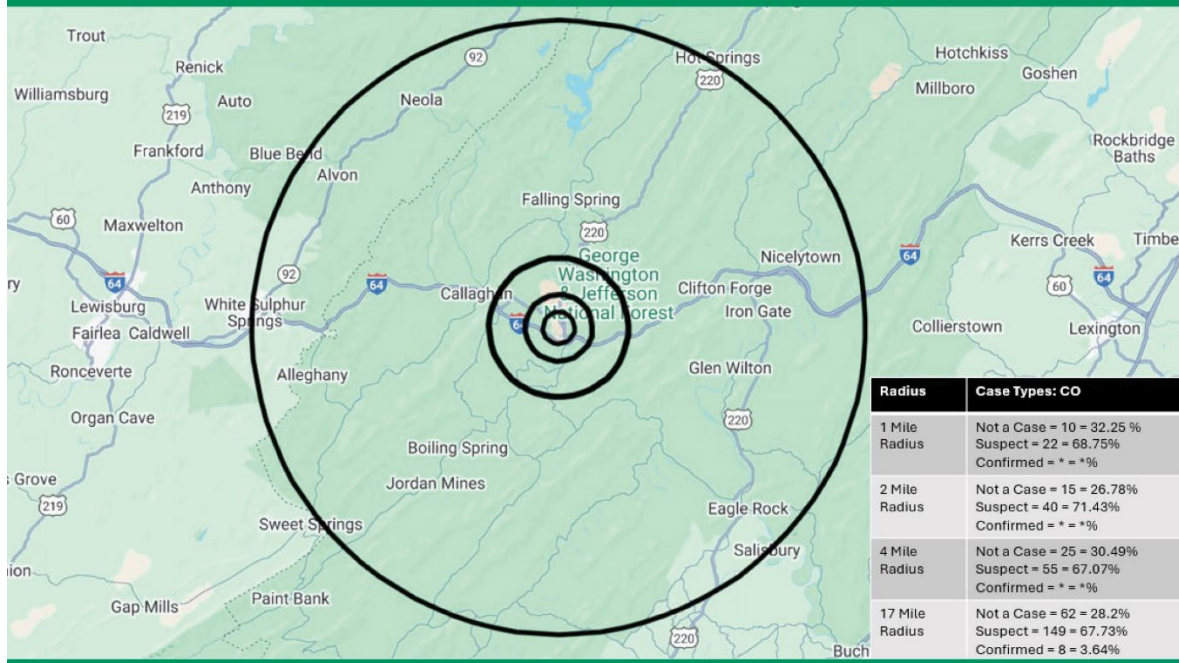 Trout
92
Hot Springs
220
Hotchkiss
Goshen
Renick
Millboro
Williamsburg
Auto
Neola
219
Rockbridge
Baths
Frankford
Blue Bend
Alvon
Anthony
Falling Spring
60
Maxwelton
220
Kerrs Creek
Timbe
George
Washington
& Jefferson
National Forest
Nicelytown
64
92
64
64
64
60
ry
Lewisburg
White Sulphur
Springs
Callaghan
Clifton Forge
Iron Gate
Fairlea
Caldwell
Collierstown
Lexington
Ronceverte
Alleghany
Glen Wilton
Organ Cave
220
Boiling Spring
Jordan Mines
s Grove
219
Sweet Springs
Eagle Rock
Salisbury
nion
Gap Mills
Paint Bank
220
Buch
Radius
Case Types: CO
1 Mile
Radius
Not a Case = 10 = 32.25 %
Suspect = 22 = 68.75%
Confirmed = * = *%
2 Mile
Radius
Not a Case = 15 = 26.78%
Suspect = 40 = 71.43%
Confirmed = * = *%
4 Mile
Radius
Not a Case = 25 = 30.49%
Suspect = 55 = 67.07%
Confirmed = * = *%
17 Mile
Radius
Not a Case = 62 = 28.2%
Suspect = 149 = 67.73%
Confirmed = 8 = 3.64%